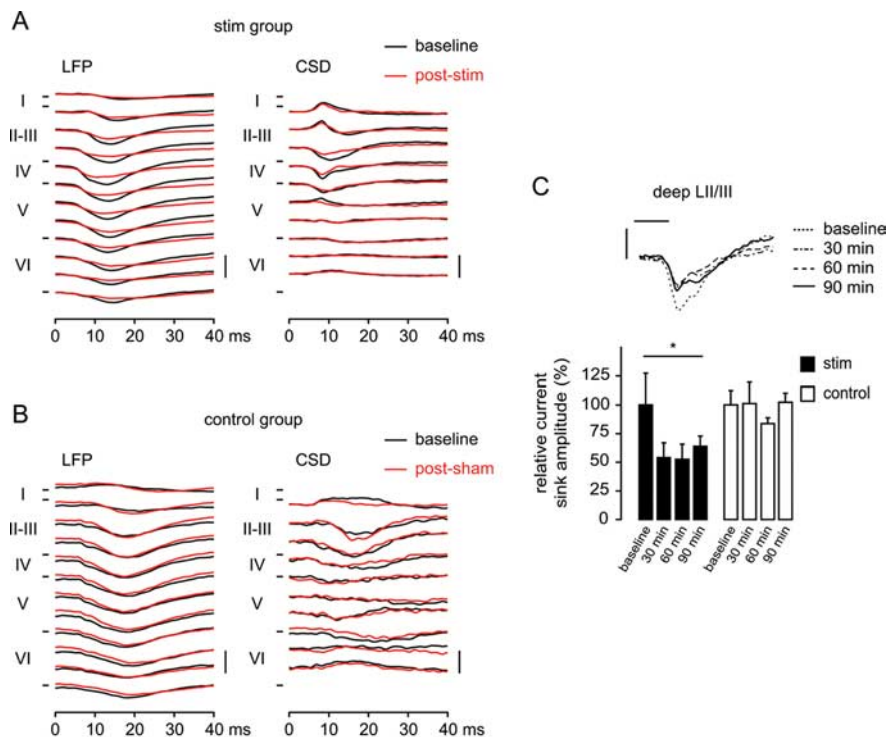 A
stim group
baseline
post-stim
LFP
CSD
I
II-III
IV
V
VI
I
II-III
IV
V
VI
0 10 20 30 40 ms
0 10 20 30 40 ms
B
control group
baseline
post-sham
LFP
CSD
I
II-III
IV
V
VI
I
II-III
IV
V
VI
0 10 20 30 40 ms
0 10 20 30 40 ms
C
deep LII/III
baseline
30 min
60 min
90 min
stim
control
*
relative current
sink amplitude (%)
125
100
75
50
25
0
baseline
30 min
60 min
90 min
baseline
30 min
60 min
90 min